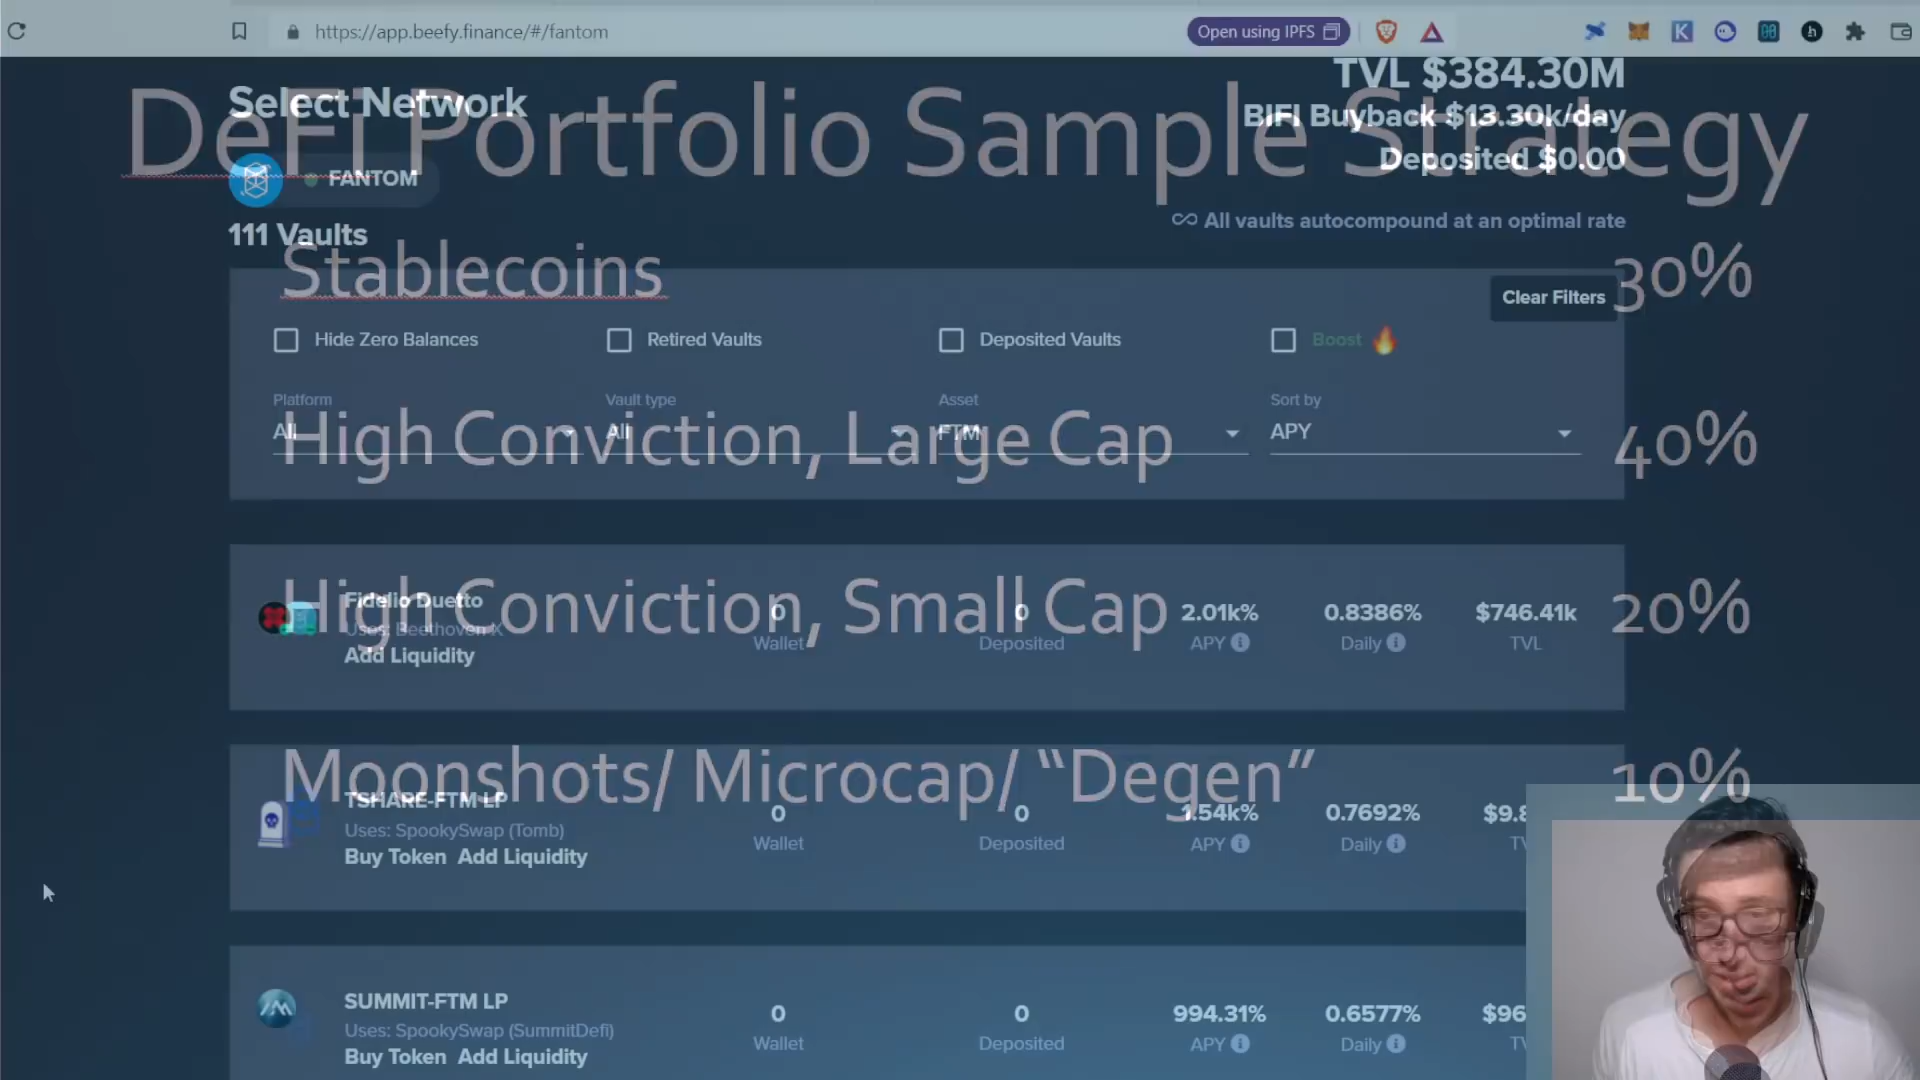 https://app.beefy.finance/#/fantom
Open using IPFS
DeFi Portfolio Sample Strategy
Select Network
TVL $384.30M
BIFI Buyback $13.30k/day
Deposited $0.00
FANTOM
111 Vaults
All vaults autocompound at an optimal rate
Stablecoins 30%
Clear Filters
Hide Zero Balances Retired Vaults Deposited Vaults Boost
Platform Vault type Asset Sort by
All All FTM APY
High Conviction, Large Cap 40%
High Conviction, Small Cap 20%
Fidelio Duetto 0 0 2.01k% 0.8386% $746.41k
Uses: Beethoven X Wallet Deposited APY Daily TVL
Add Liquidity
Moonshots/ Microcap/ “Degen” 10%
TSHARE-FTM LP 0 0 1.54k% 0.7692% $9.8
Uses: SpookySwap (Tomb) Wallet Deposited APY Daily
Buy Token Add Liquidity
SUMMIT-FTM LP 0 0 994.31% 0.6577% $96
Uses: SpookySwap (SummitDefi) Wallet Deposited APY Daily
Buy Token Add Liquidity